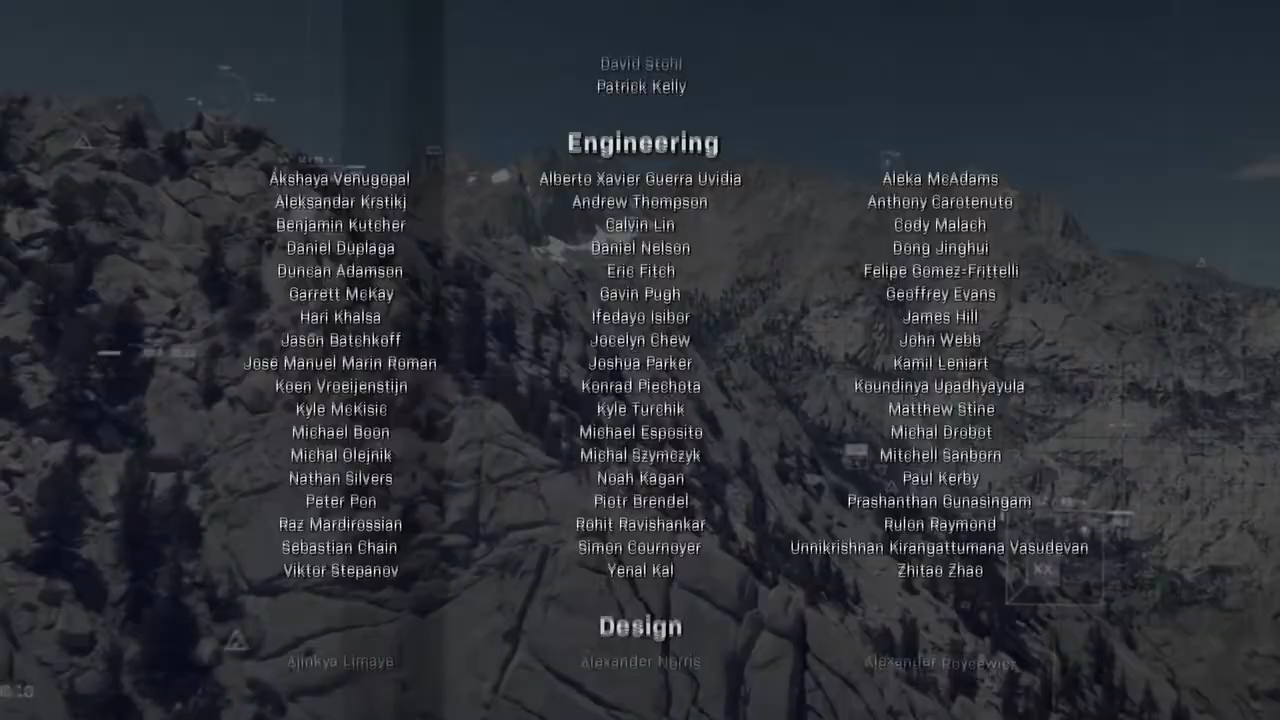 David Stohl
Patrick Kelly
Engineering
Akshaya Venugopal Alberto Xavier Guerra Uvidia Aleka McAdams
Aleksandar Krstikj Andrew Thompson Anthony Carotenuto
Benjamin Kutcher Calvin Lin Cody Malach
Daniel Duplaga Daniel Nelson Dong Jinghui
Duncan Adamson Eric Fitch Felipe Gomez-Frittelli
Garrett McKay Gavin Pugh Geoffrey Evans
Hari Khalsa Ifedayo Isibor James Hill
Jason Batchkoff Jocelyn Chew John Webb
Jose Manuel Marin Roman Joshua Parker Kamil Leniart
Koen Vroeijenstijn Konrad Piechota Koundinya Upadhyayula
Kyle McKisic Kyle Turchik Matthew Stine
Michael Boon Michael Esposito Michal Drobot
Michal Olejnik Michal Szymczyk Mitchell Sanborn
Nathan Silvers Noah Kagan Paul Kerby
Peter Pon Piotr Brendel Prashanthan Gunasingam
Raz Mardirossian Rohit Ravishankar Rulon Raymond
Sebastian Chain Simon Cournoyer Unnikrishnan Kirangattumana Vasudevan
Viktor Stepanov Yenal Kal Zhitao Zhao
XX
Design
Ajinkya Limaye Alexander Norris Alexander Roycewicz